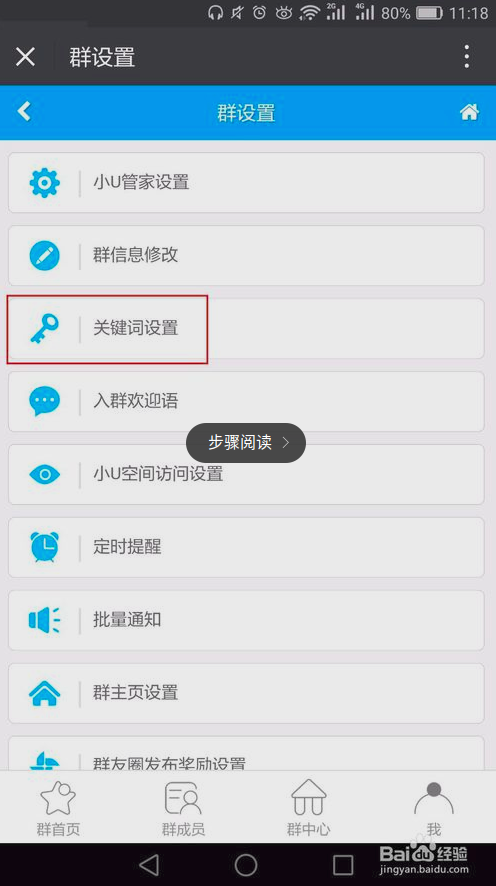 2G 4G 80% 11:18
群设置
群设置
小U管家设置
群信息修改
关键词设置
入群欢迎语
步骤阅读
小U空间访问设置
定时提醒
批量通知
群主页设置
群友圈发布奖励设置
群首页 群成员 群中心 我
Baidu 经验
jingyan.baidu.com